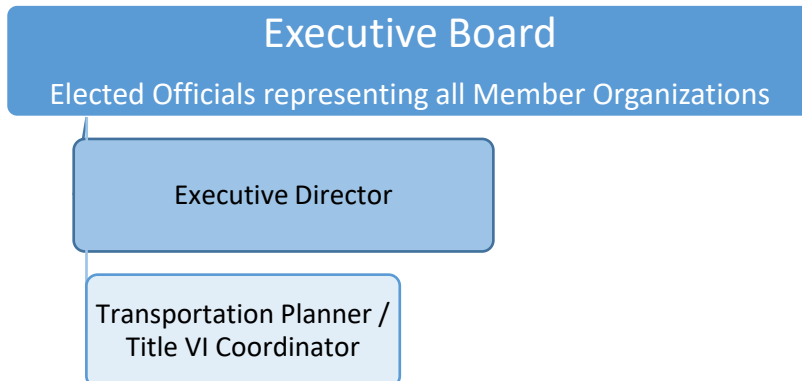 Executive Board
Elected Officials representing all Member Organizations
Executive Director
Transportation Planner /
Title VI Coordinator